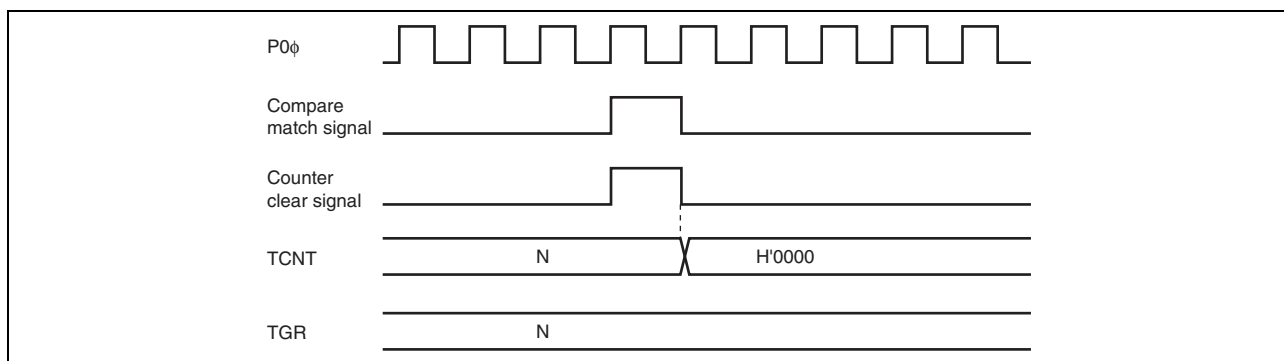 P0ϕ
Compare
match signal
Counter
clear signal
TCNT
N
H'0000
TGR
N